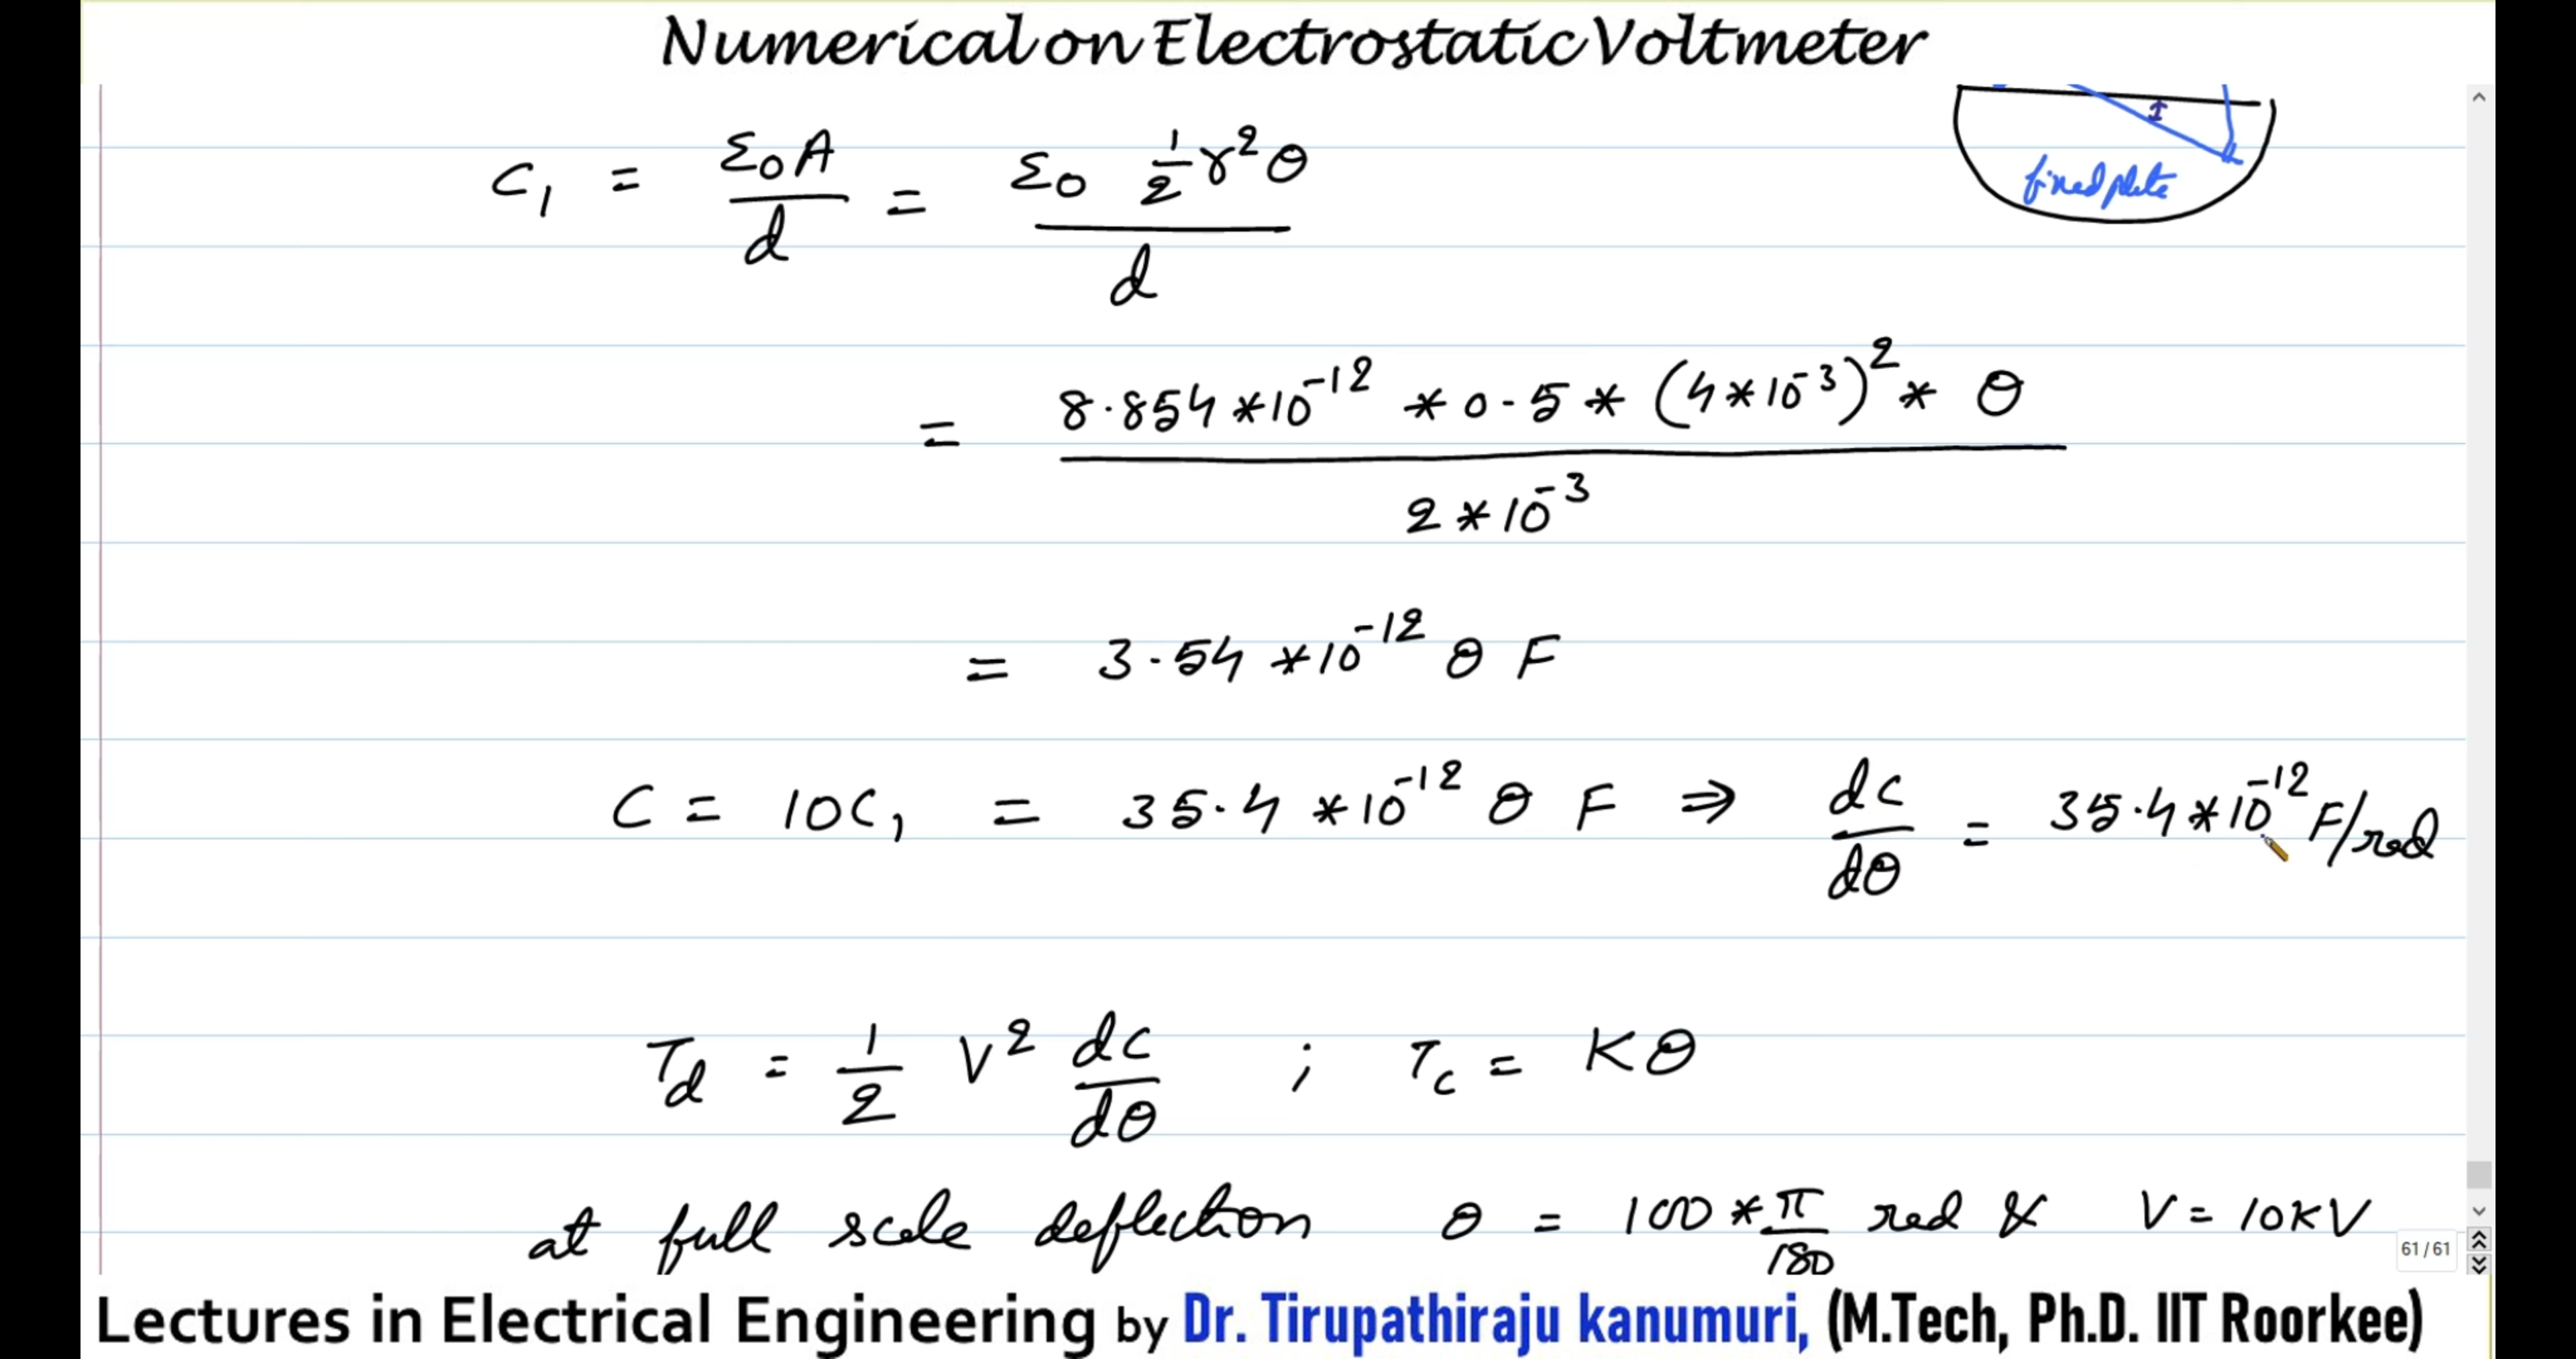 Numerical on Electrostatic Voltmeter
C₁ = ε₀A / d = ε₀ ½ r²θ / d
fixed plate
= 8.854 * 10⁻¹² * 0.5 * (4 * 10⁻³)² * θ / 2 * 10⁻³
= 3.54 * 10⁻¹² θ F
C = 10C₁ = 35.4 * 10⁻¹² θ F ⇒ dc/dθ = 35.4 * 10⁻¹² F/rad
T_d = ½ V² dc/dθ ; T_c = Kθ
at full scale deflection θ = 100 * π/180 rad & V = 10KV
61 / 61
Lectures in Electrical Engineering by Dr. Tirupathiraju kanumuri, (M.Tech, Ph.D. IIT Roorkee)